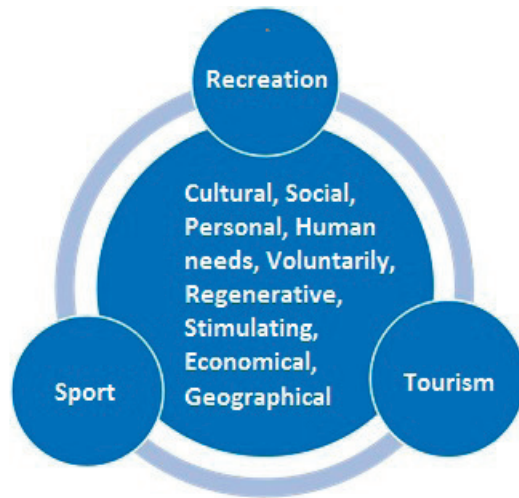 Recreation
Cultural, Social,
Personal, Human
needs, Voluntarily,
Regenerative,
Stimulating,
Economical,
Geographical
Sport
Tourism